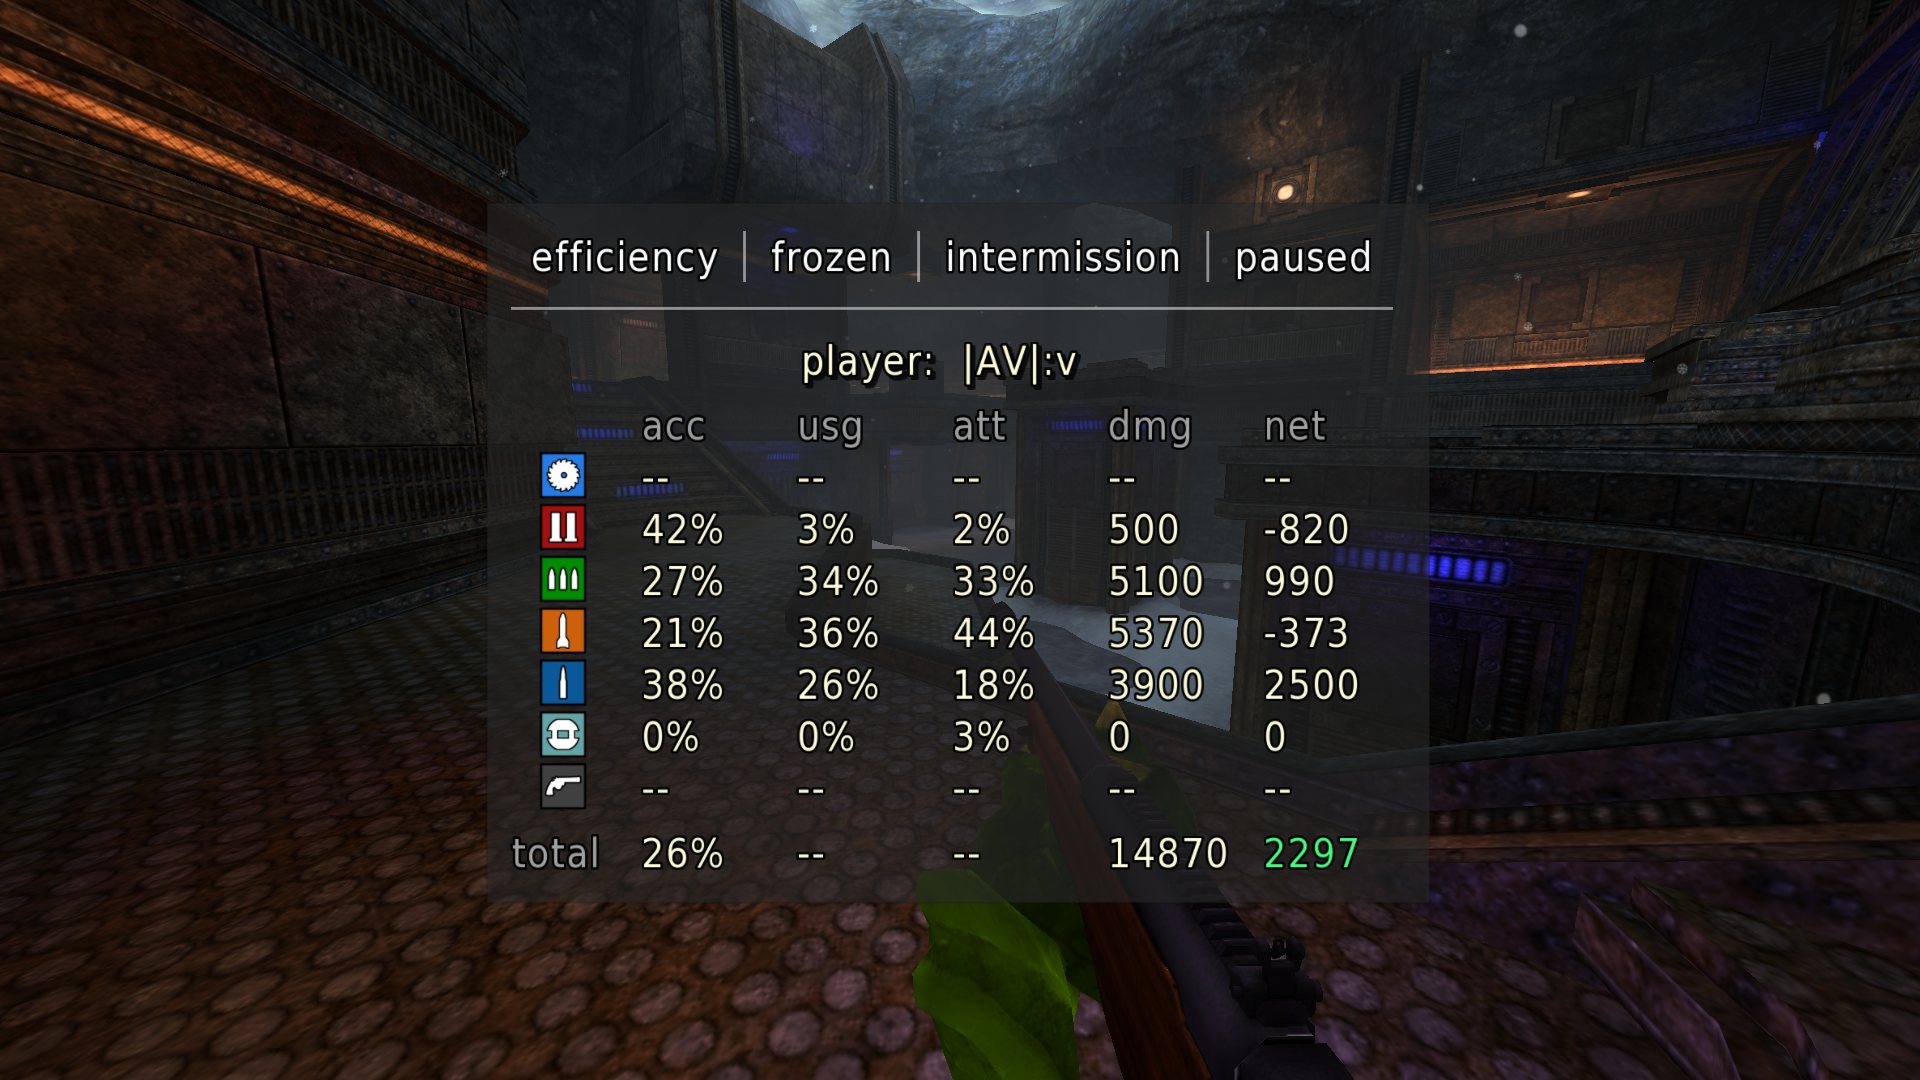 efficiency | frozen | intermission | paused
player: |AV|:v
acc usg att dmg net
-- -- -- -- --
42% 3% 2% 500 -820
27% 34% 33% 5100 990
21% 36% 44% 5370 -373
38% 26% 18% 3900 2500
0% 0% 3% 0 0
-- -- -- -- --
total 26% -- -- 14870 2297